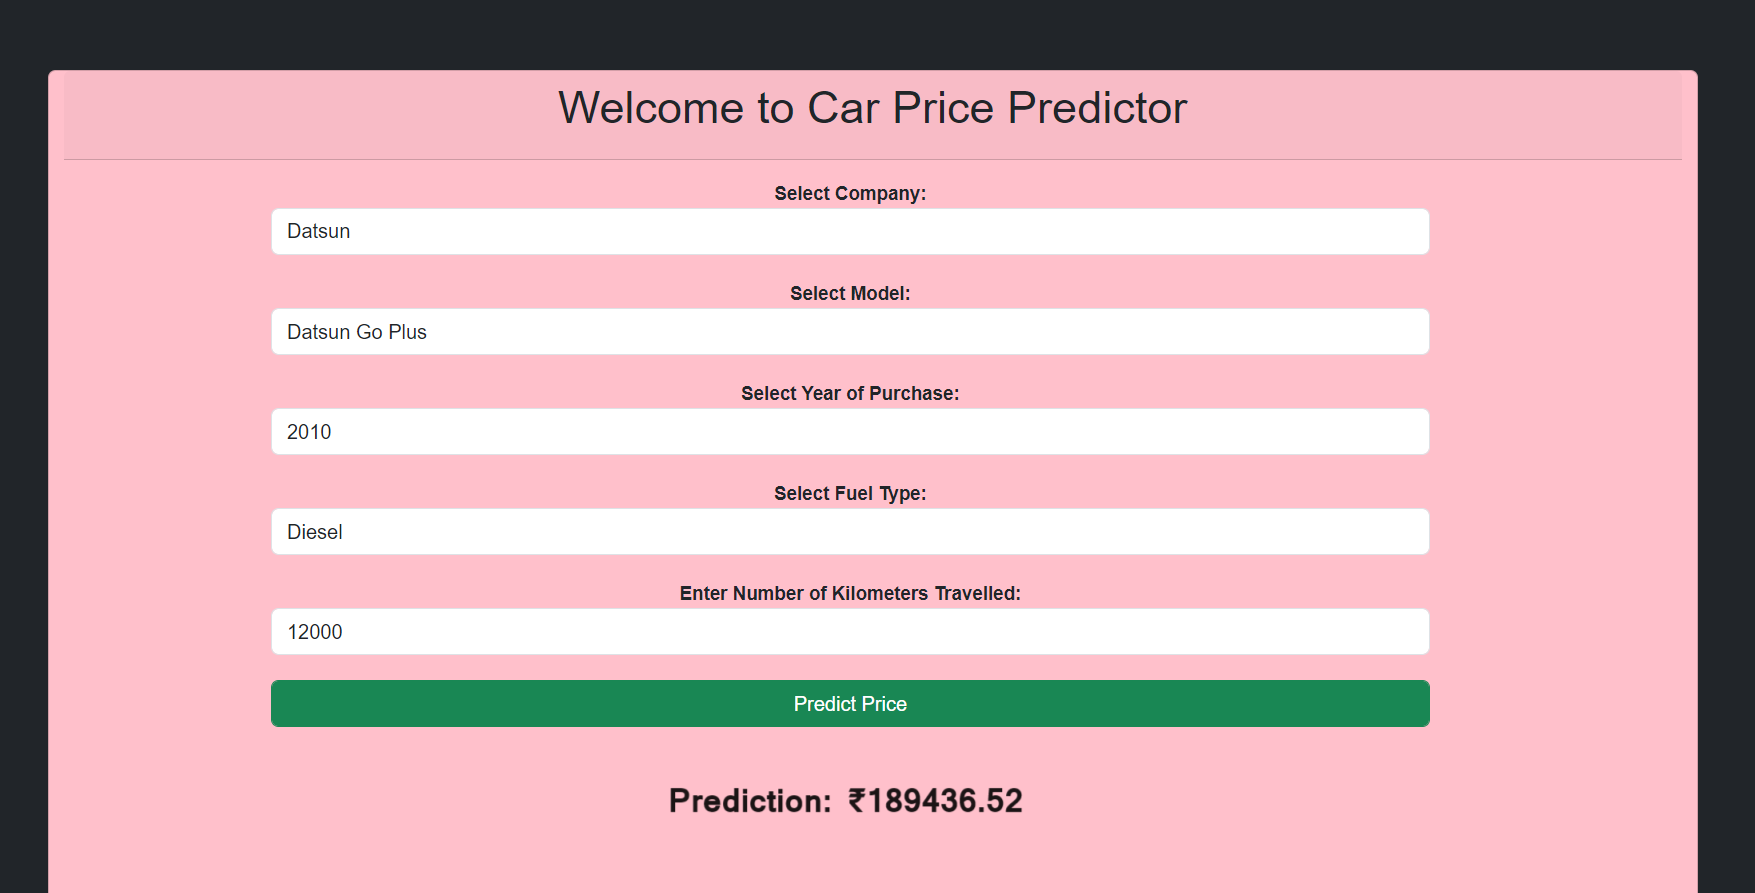 Welcome to Car Price Predictor
Select Company:
Datsun
Select Model:
Datsun Go Plus
Select Year of Purchase:
2010
Select Fuel Type:
Diesel
Enter Number of Kilometers Travelled:
12000
Predict Price
Prediction: ₹189436.52